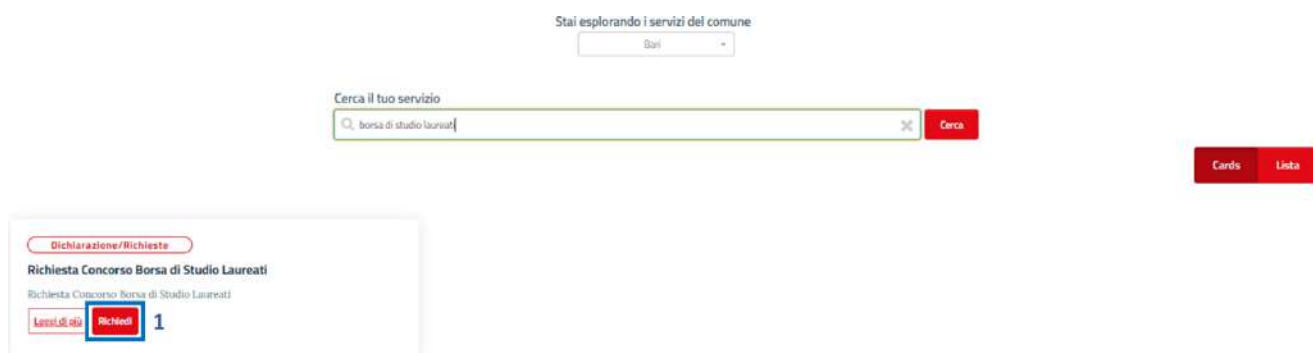 Stai esplorando i servizi del comune
Bari
Cerca il tuo servizio
borsa di studio laureati
Cerca
Cards Lista
Dichiarazione/Richieste
Richiesta Concorso Borsa di Studio Laureati
Richiesta Concorso Borsa di Studio Laureati
Leggi di più Richiedi 1